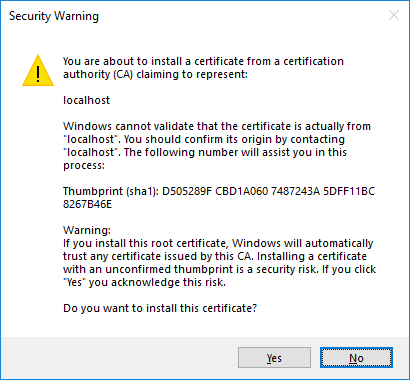 Security Warning
You are about to install a certificate from a certification
authority (CA) claiming to represent:
localhost
Windows cannot validate that the certificate is actually from
"localhost". You should confirm its origin by contacting
"localhost". The following number will assist you in this
process:
Thumbprint (sha1): D505289F CBD1A060 7487243A 5DFF11BC
8267B46E
Warning:
If you install this root certificate, Windows will automatically
trust any certificate issued by this CA. Installing a certificate
with an unconfirmed thumbprint is a security risk. If you click
"Yes" you acknowledge this risk.
Do you want to install this certificate?
Yes
No